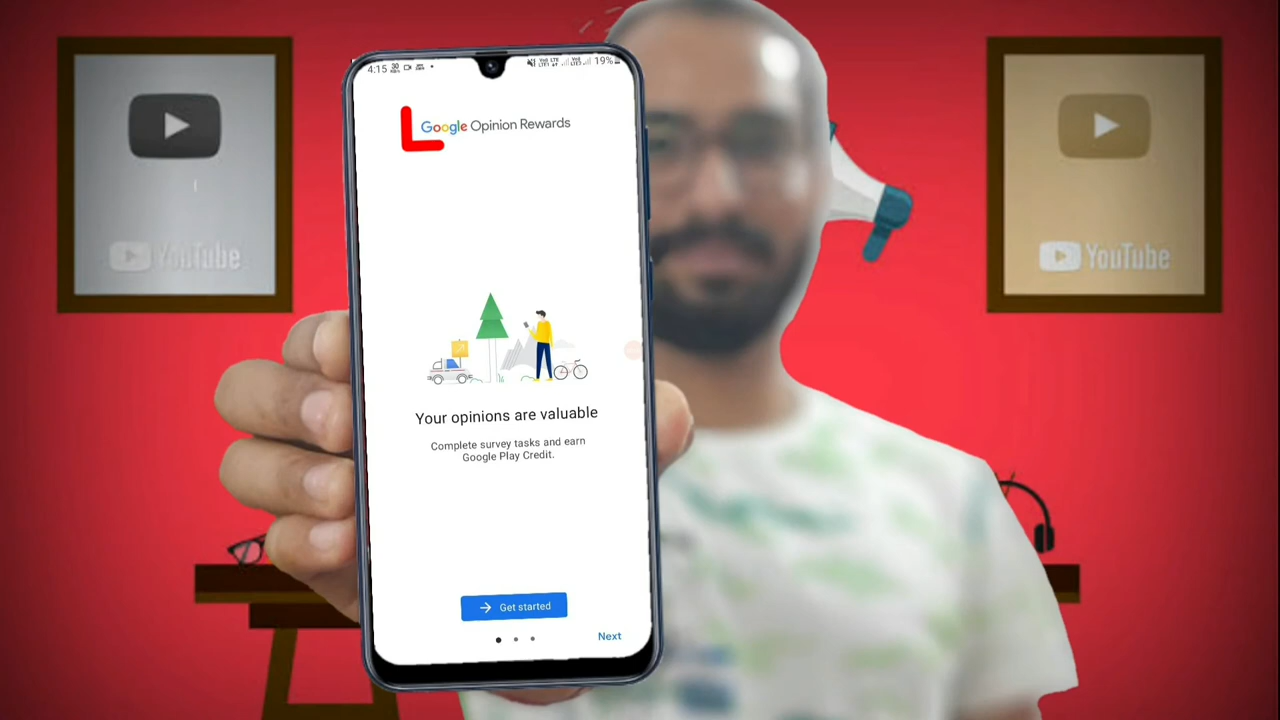 4:15
19%
Google Opinion Rewards
Your opinions are valuable
Complete survey tasks and earn
Google Play Credit.
Get started
Next
YouTube
YouTube